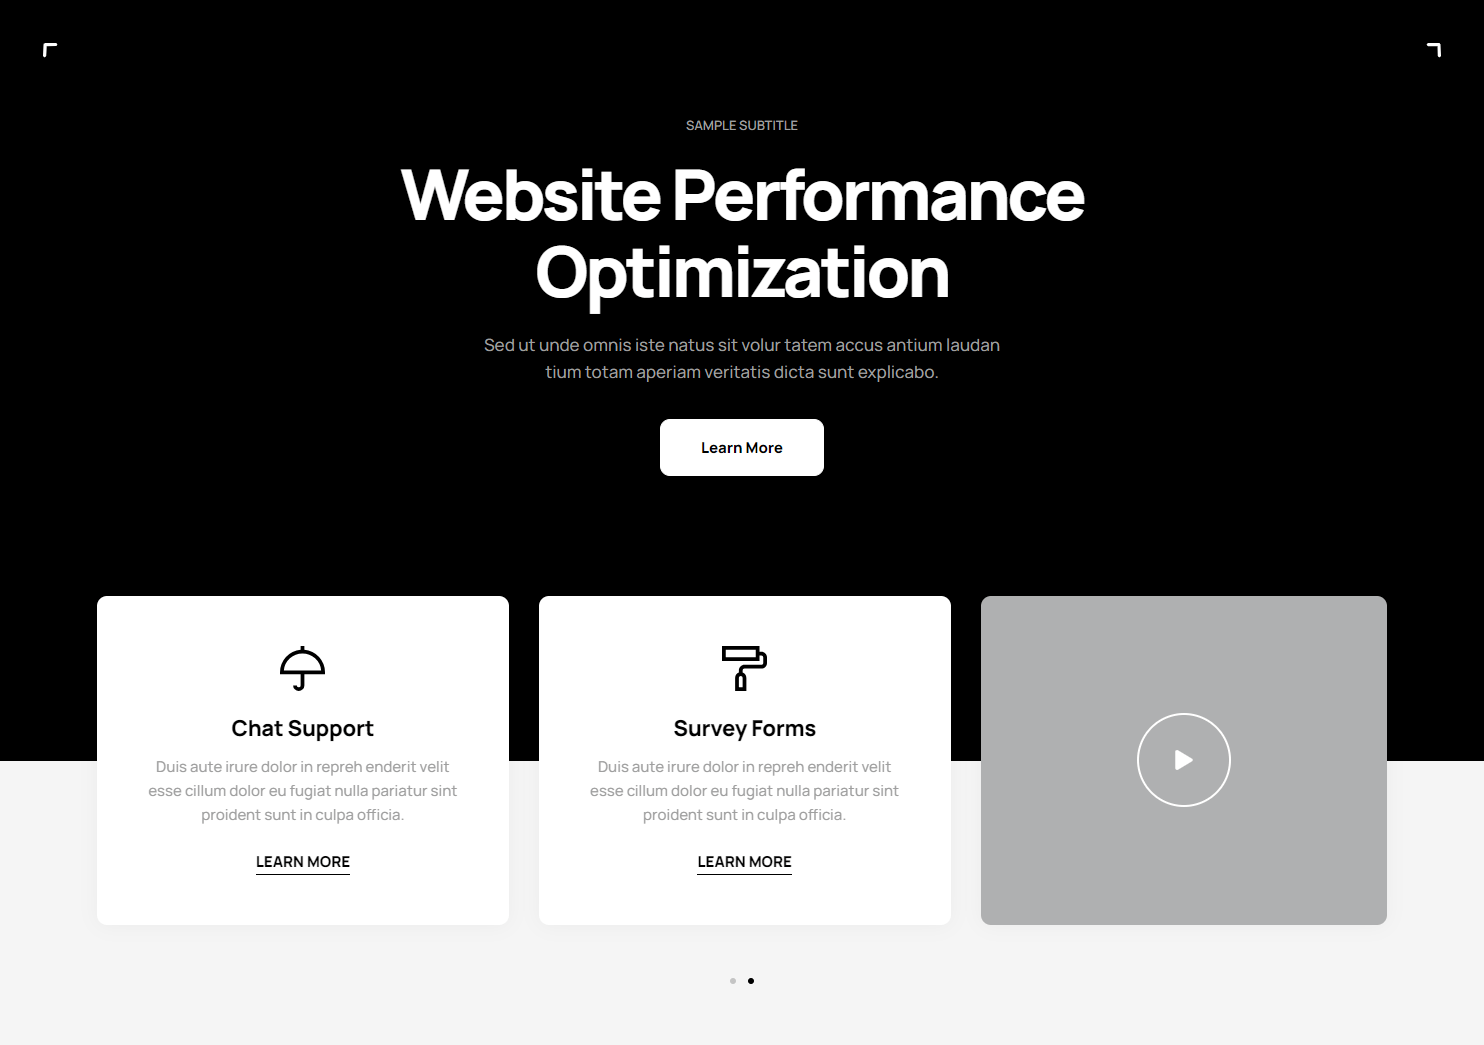 SAMPLE SUBTITLE
Website Performance
Optimization
Sed ut unde omnis iste natus sit volur tatem accus antium laudan
tium totam aperiam veritatis dicta sunt explicabo.
Learn More
Chat Support
Duis aute irure dolor in repreh enderit velit
esse cillum dolor eu fugiat nulla pariatur sint
proident sunt in culpa officia.
LEARN MORE
Survey Forms
Duis aute irure dolor in repreh enderit velit
esse cillum dolor eu fugiat nulla pariatur sint
proident sunt in culpa officia.
LEARN MORE